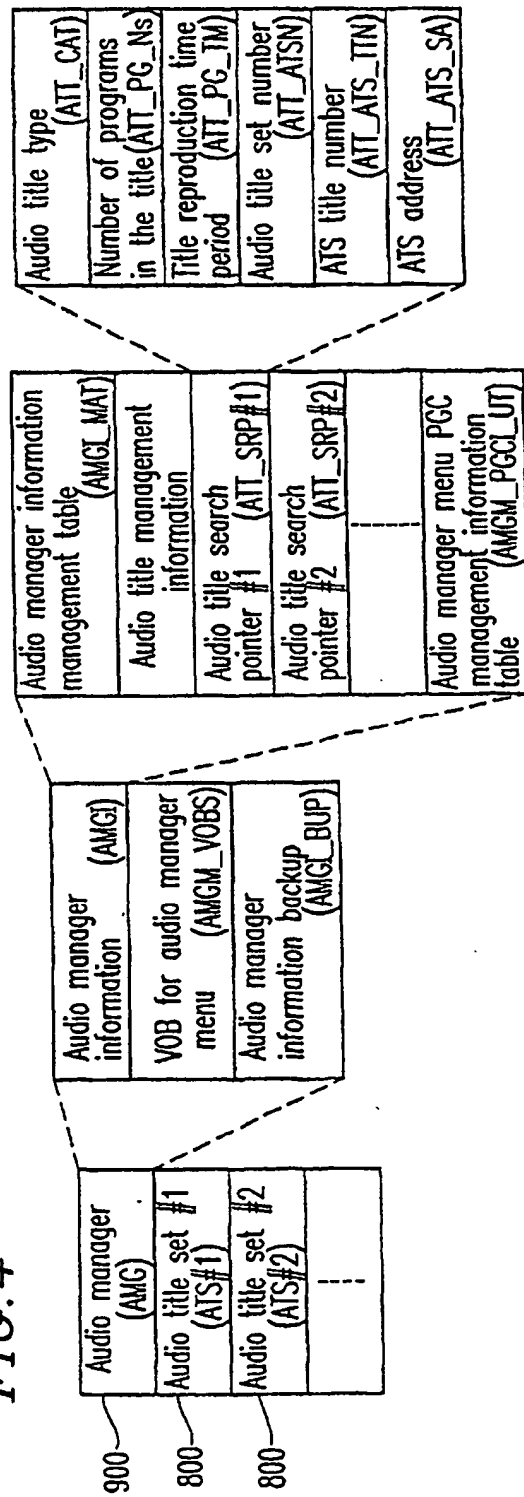 FIG. 4
900
800
800
Audio manager
(AMG)
Audio title set #1
(ATS#1)
Audio title set #2
(ATS#2)
Audio manager
information (AMGI)
VOB for audio manager
menu (AMGM_VOBS)
Audio manager
information backup
(AMGI_BUP)
Audio manager information
management table
(AMGI_MAT)
Audio title management
information
Audio title search
pointer #1 (ATT_SRP#1)
Audio title search
pointer #2 (ATT_SRP#2)
Audio manager menu PGC
management information
table (AMGM_PGCI_UT)
Audio title type
(ATT_CAT)
Number of programs
in the title(ATT_PG_Ns)
Title reproduction time
period (ATT_PG_TM)
Audio title set number
(ATT_ATSN)
ATS title number
(ATT_ATS_TTN)
ATS address
(ATT_ATS_SA)